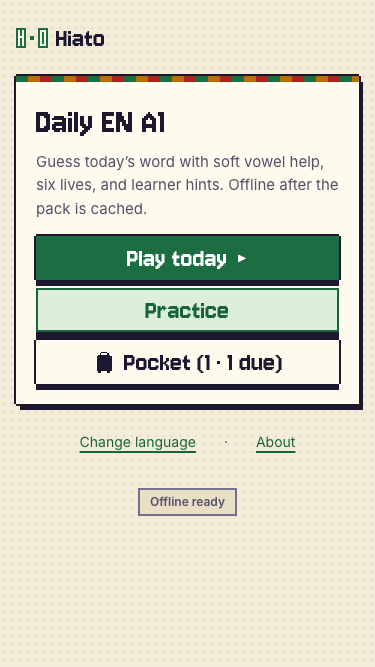 H·O Hiato
Daily EN A1
Guess today’s word with soft vowel help,
six lives, and learner hints. Offline after the
pack is cached.
Play today ▸
Practice
Pocket (1 · 1 due)
Change language · About
Offline ready